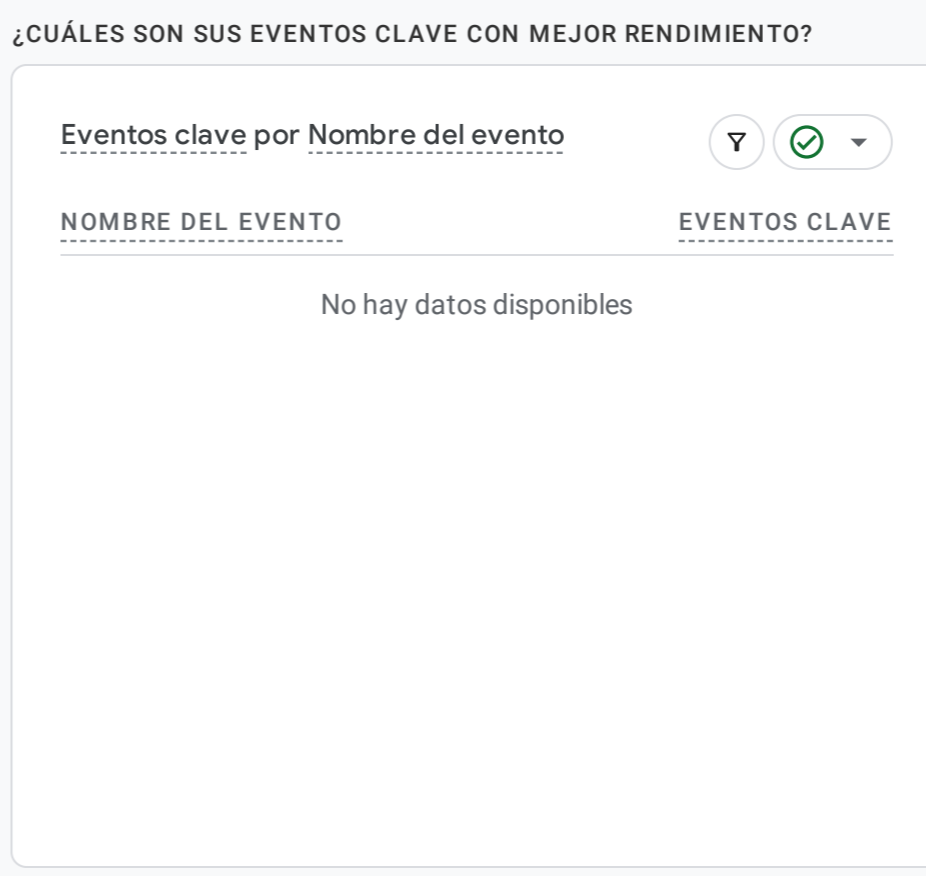 ¿CUÁLES SON SUS EVENTOS CLAVE CON MEJOR RENDIMIENTO?
Eventos clave por Nombre del evento
NOMBRE DEL EVENTO EVENTOS CLAVE
No hay datos disponibles